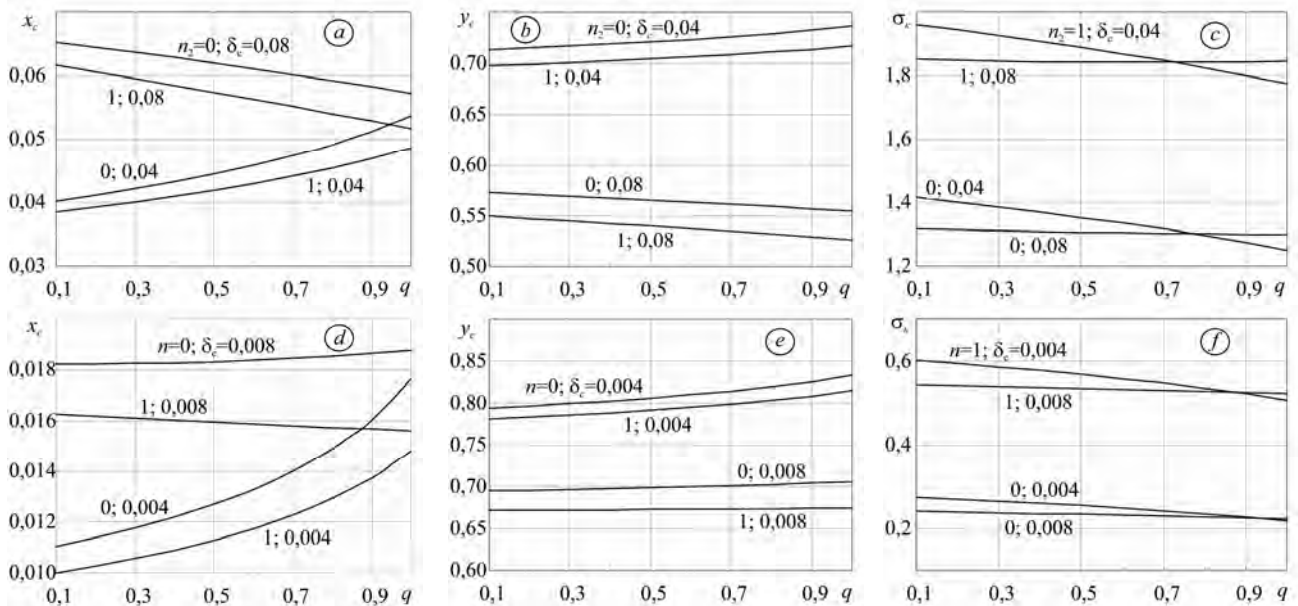 x_c
a
n₂=0; δ_c=0,08
0,06
1; 0,08
0,05
0; 0,04
0,04
1; 0,04
0,03
0,1 0,3 0,5 0,7 0,9 q
y_c
b
n₂=0; δ_c=0,04
0,70
1; 0,04
0,65
0,60
0; 0,08
0,55
1; 0,08
0,50
0,1 0,3 0,5 0,7 0,9 q
σ_c
c
n₂=1; δ_c=0,04
1,8
1; 0,08
1,6
0; 0,04
1,4
0; 0,08
1,2
0,1 0,3 0,5 0,7 0,9 q
x_c
d
n=0; δ_c=0,008
0,018
1; 0,008
0,016
0,014
0; 0,004
0,012
1; 0,004
0,010
0,1 0,3 0,5 0,7 0,9 q
y_c
e
0,85
n=0; δ_c=0,004
0,80
1; 0,004
0,75
0; 0,008
0,70
1; 0,008
0,65
0,60
0,1 0,3 0,5 0,7 0,9 q
σ_c
f
n=1; δ_c=0,004
0,6
1; 0,008
0,4
0; 0,004
0,2
0; 0,008
0,1 0,3 0,5 0,7 0,9 q